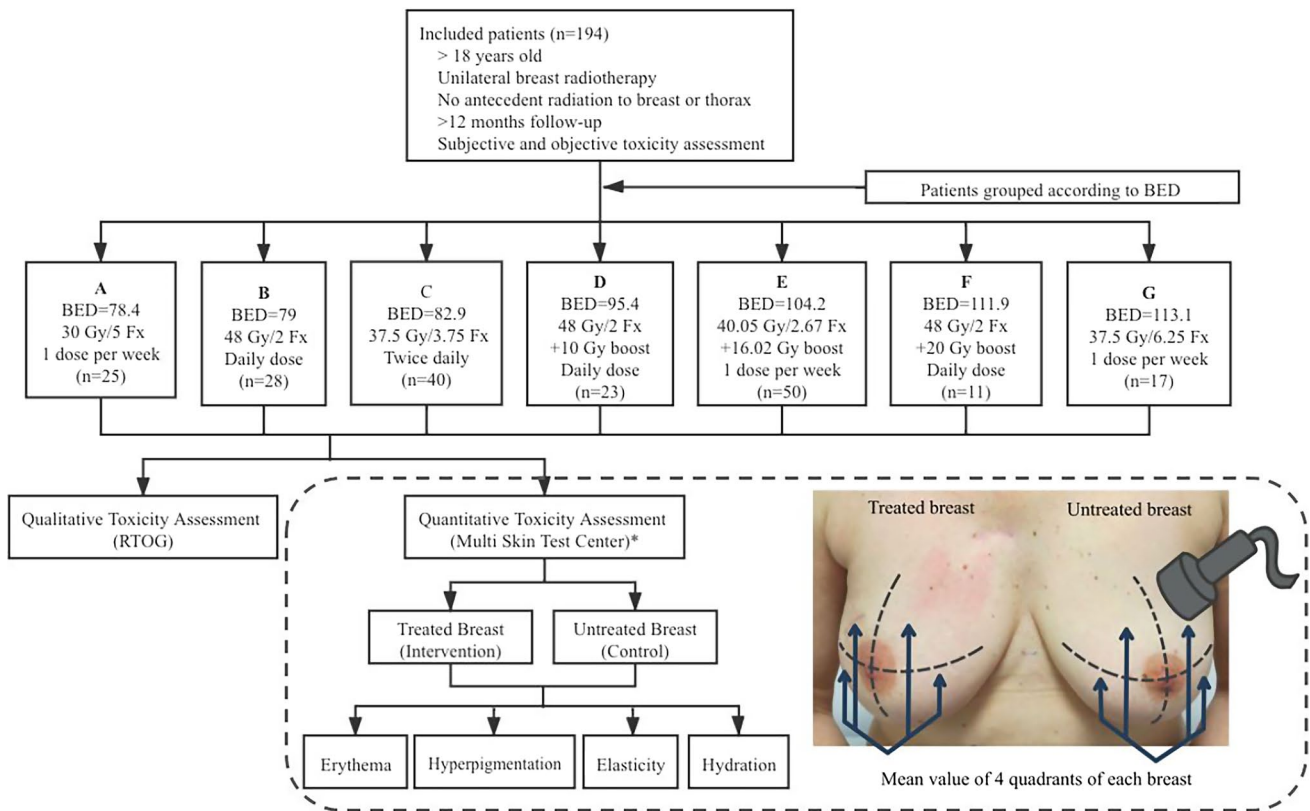 Included patients (n=194)
> 18 years old
Unilateral breast radiotherapy
No antecedent radiation to breast or thorax
>12 months follow-up
Subjective and objective toxicity assessment
Patients grouped according to BED
A
BED=78.4
30 Gy/5 Fx
1 dose per week
(n=25)
B
BED=79
48 Gy/2 Fx
Daily dose
(n=28)
C
BED=82.9
37.5 Gy/3.75 Fx
Twice daily
(n=40)
D
BED=95.4
48 Gy/2 Fx
+10 Gy boost
Daily dose
(n=23)
E
BED=104.2
40.05 Gy/2.67 Fx
+16.02 Gy boost
1 dose per week
(n=50)
F
BED=111.9
48 Gy/2 Fx
+20 Gy boost
Daily dose
(n=11)
G
BED=113.1
37.5 Gy/6.25 Fx
1 dose per week
(n=17)
Qualitative Toxicity Assessment
(RTOG)
Quantitative Toxicity Assessment
(Multi Skin Test Center)*
Treated Breast
(Intervention)
Untreated Breast
(Control)
Erythema
Hyperpigmentation
Elasticity
Hydration
Treated breast
Untreated breast
Mean value of 4 quadrants of each breast